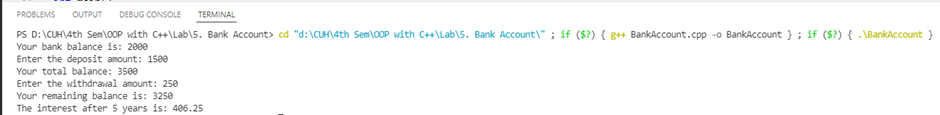 PROBLEMS OUTPUT DEBUG CONSOLE TERMINAL
PS D:\CUH\4th Sem\OOP with C++\Lab\5. Bank Account> cd "d:\CUH\4th Sem\OOP with C++\Lab\5. Bank Account\" ; if ($?) { g++ BankAccount.cpp -o BankAccount } ; if ($?) { .\BankAccount }
Your bank balance is: 2000
Enter the deposit amount: 1500
Your total balance: 3500
Enter the withdrawal amount: 250
Your remaining balance is: 3250
The interest after 5 years is: 406.25